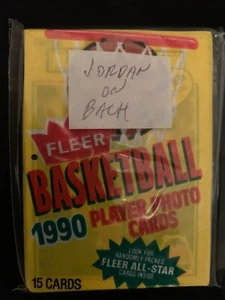 JORDAN
ON
BACK
FLEER
BASKETBALL
1990 PLAYER PHOTO
CARDS
LOOK FOR
RANDOMLY PACKED
FLEER ALL-STAR
CARDS INSIDE
15 CARDS